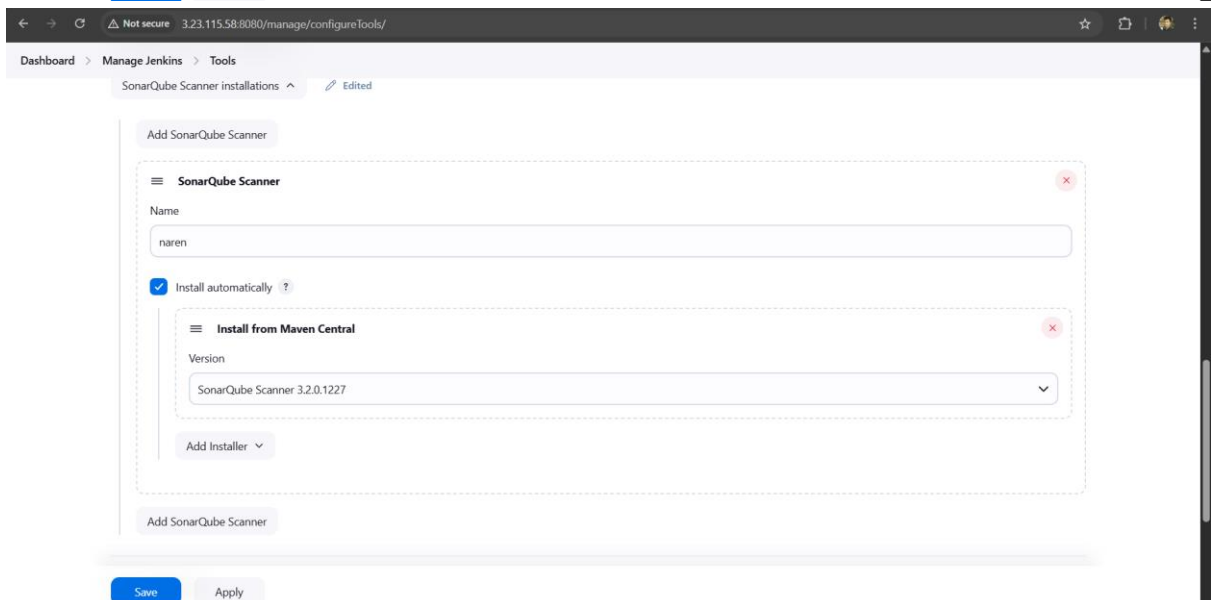 Not secure 3.23.115.58:8080/manage/configureTools/
Dashboard > Manage Jenkins > Tools
SonarQube Scanner installations Edited
Add SonarQube Scanner
SonarQube Scanner
Name
naren
Install automatically ?
Install from Maven Central
Version
SonarQube Scanner 3.2.0.1227
Add Installer
Add SonarQube Scanner
Save Apply